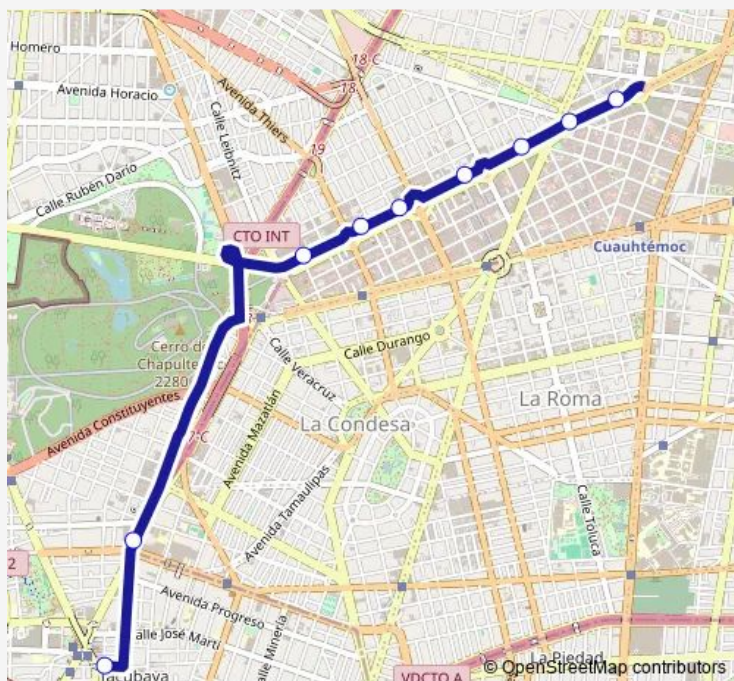 Homero
18-C
18
Avenida Horacio
Avenida Thiers
Calle Leibnitz
19
Calle Rubén Darío
CTO INT
Cuauhtémoc
Cerro de
Chapultepec
2280
Calle Durango
Calle Veracruz
La Roma
Avenida Constituyentes
Avenida Mazatlán
La Condesa
Avenida Tamaulipas
Calle Toluca
2
Avenida Progreso
alle José Martí
Calle Minería
Tacubaya
VDCTO A
La Piedad
© OpenStreetMap contributors